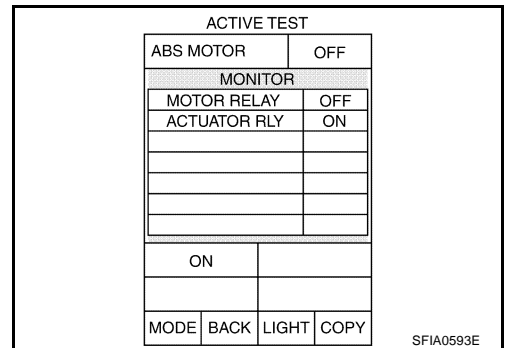 ACTIVE TEST
ABS MOTOR OFF
MONITOR
MOTOR RELAY OFF
ACTUATOR RLY ON
ON
MODE BACK LIGHT COPY
SFIA0593E